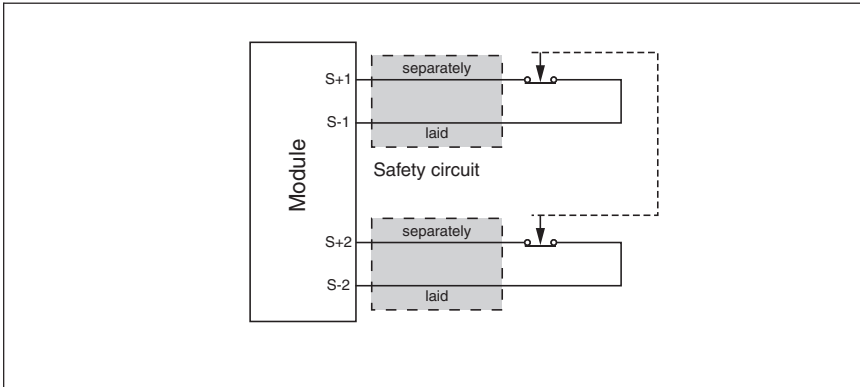 Module
S+1
separately
S-1
laid
Safety circuit
S+2
separately
S-2
laid